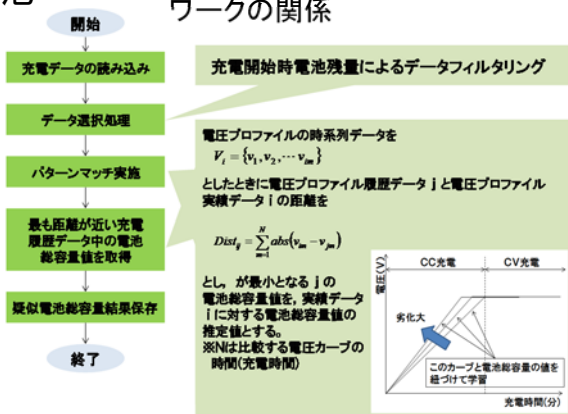 ワークの関係
開始
充電データの読み込み
データ選択処理
パターンマッチ実施
最も距離が近い充電
履歴データ中の電池
総容量値を取得
疑似電池総容量結果保存
終了
充電開始時電池残量によるデータフィルタリング
電圧プロファイルの時系列データを
V_i = {v_1, v_2, ⋯ v_im}
としたときに電圧プロファイル履歴データ j と電圧プロファイル
実績データ i の距離を
Dist_ij = Σ_{m=1}^{N} abs(v_im − v_jm)
とし, が最小となる j の
電池総容量値を, 実績データ
i に対する電池総容量値の
推定値とする。
※Nは比較する電圧カーブの
時間(充電時間)
電圧(V)
CC充電
CV充電
劣化大
このカーブと電池総容量の値を
紐づけて学習
充電時間(分)